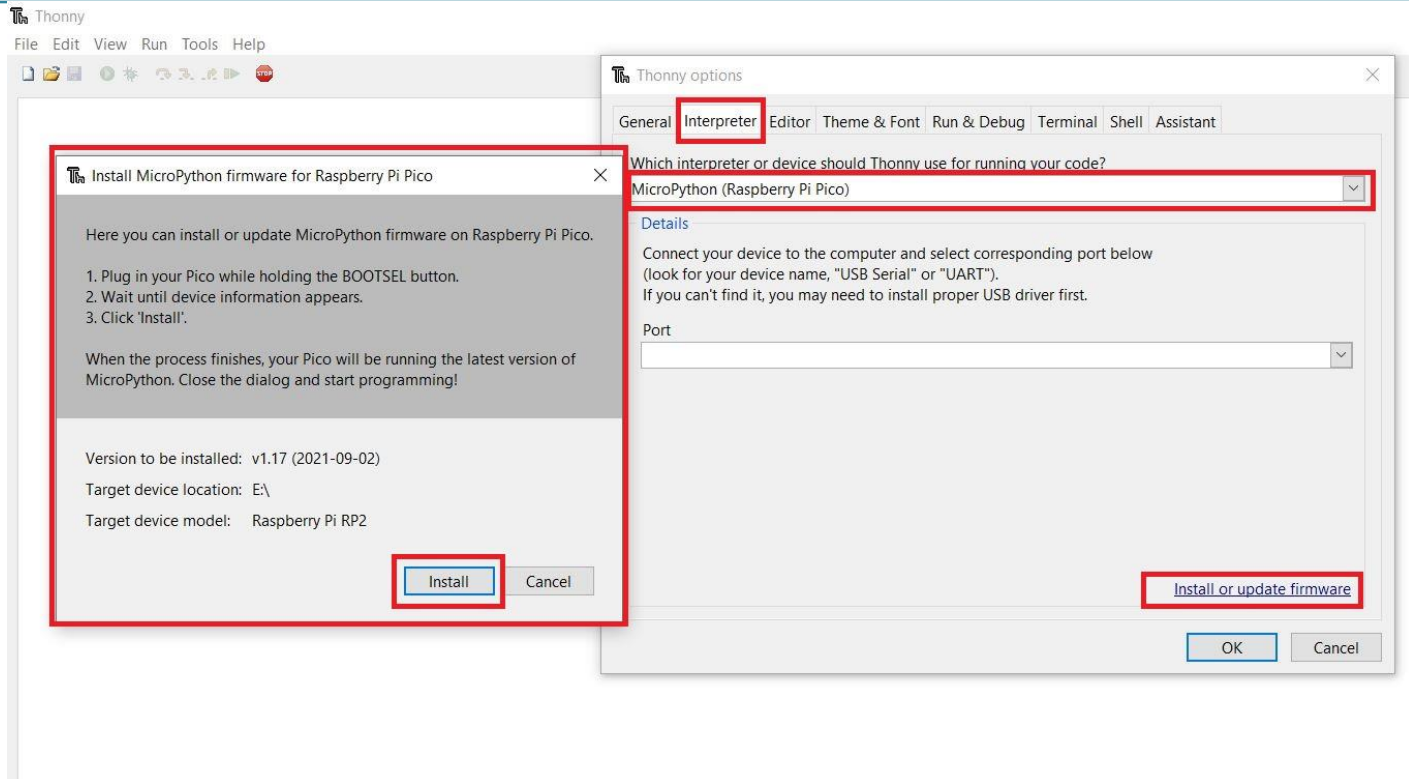 Thonny
File Edit View Run Tools Help
STOP
Thonny options
General Interpreter Editor Theme & Font Run & Debug Terminal Shell Assistant
Which interpreter or device should Thonny use for running your code?
MicroPython (Raspberry Pi Pico)
Details
Connect your device to the computer and select corresponding port below
(look for your device name, "USB Serial" or "UART").
If you can't find it, you may need to install proper USB driver first.
Port
Install or update firmware
OK Cancel
Install MicroPython firmware for Raspberry Pi Pico
Here you can install or update MicroPython firmware on Raspberry Pi Pico.
1. Plug in your Pico while holding the BOOTSEL button.
2. Wait until device information appears.
3. Click 'Install'.
When the process finishes, your Pico will be running the latest version of
MicroPython. Close the dialog and start programming!
Version to be installed: v1.17 (2021-09-02)
Target device location: E:\
Target device model: Raspberry Pi RP2
Install Cancel